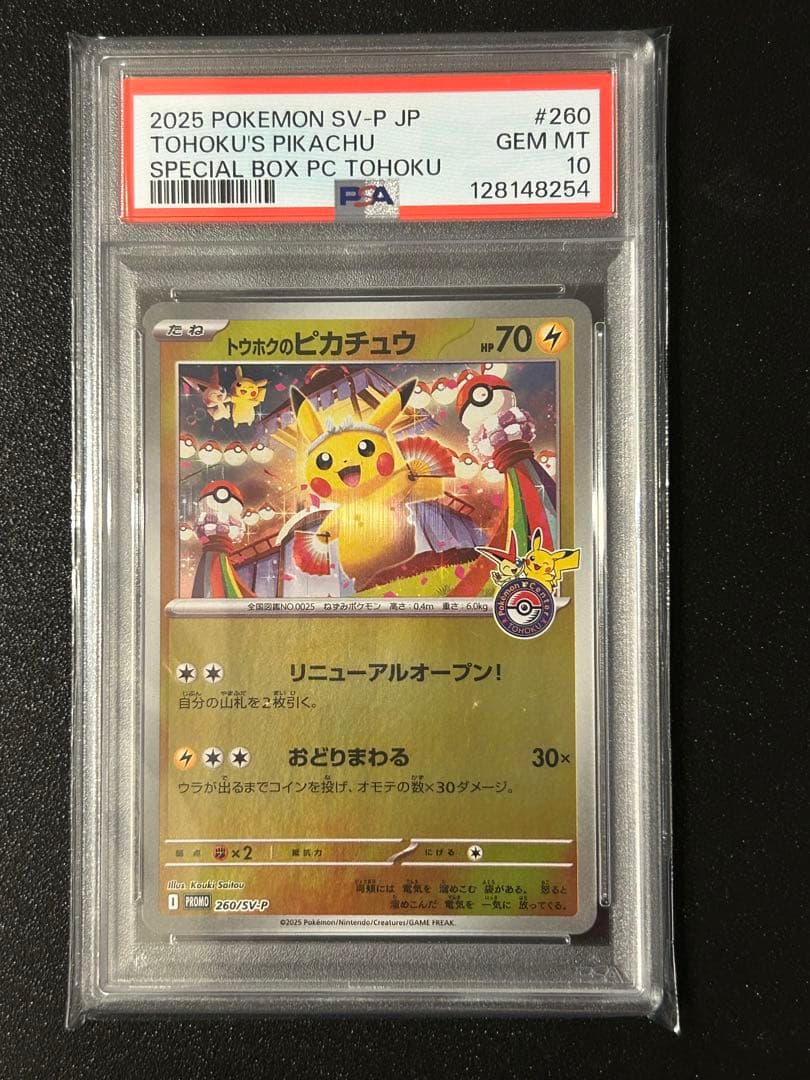 2025 POKEMON SV-P JP #260
TOHOKU'S PIKACHU GEM MT
SPECIAL BOX PC TOHOKU 10
PSA 128148254
たね トウホクのピカチュウ HP70
Pokémon Center
TOHOKU
全国図鑑NO.0025 ねずみポケモン 高さ:0.4m 重さ:6.0kg
リニューアルオープン!
自分の山札を2枚引く。
おどりまわる 30×
ウラが出るまでコインを投げ、オモテの数×30ダメージ。
弱点 ×2 抵抗力 にげる
Illus. Kouki Saitou
両頬には 電気を 溜めこむ 袋がある。 怒ると
溜めこんだ 電気を 一気に 放ってくる。
I PROMO 260/SV-P
©2025 Pokémon/Nintendo/Creatures/GAME FREAK.
PSA